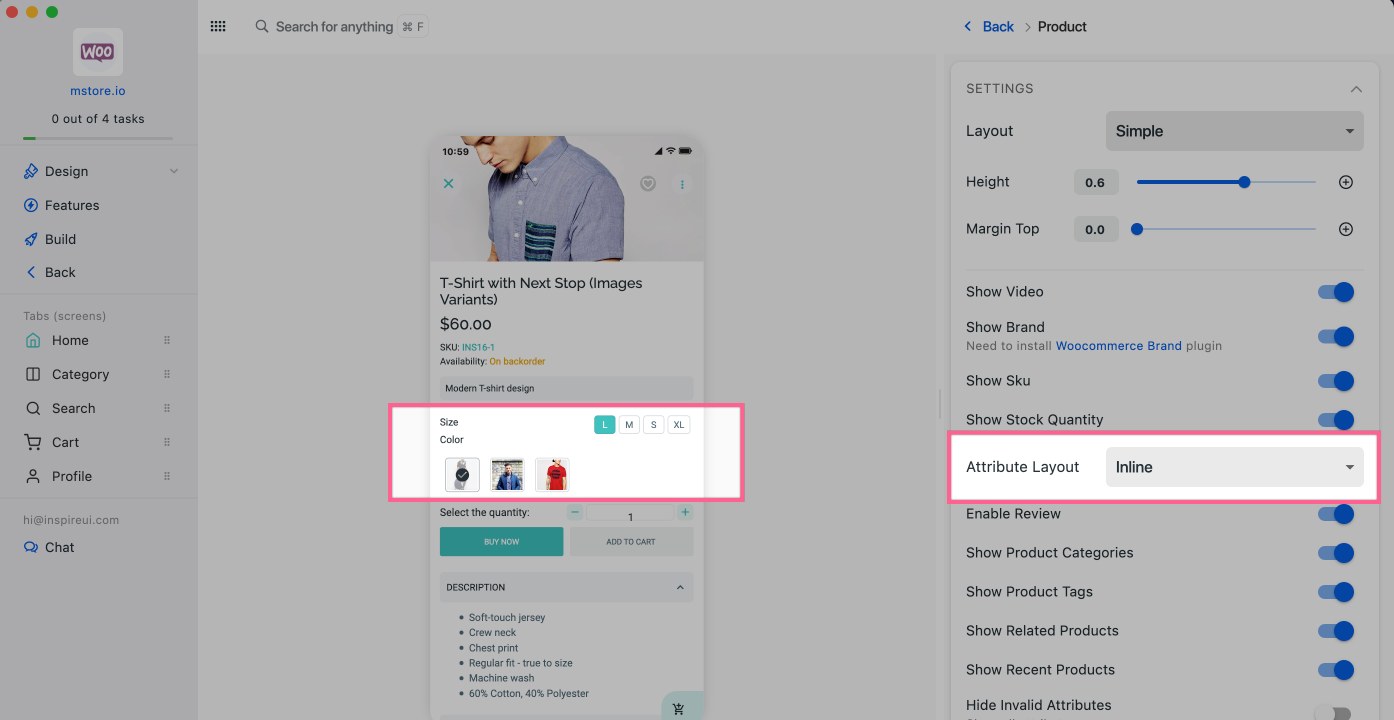 WOO
mstore.io
0 out of 4 tasks
Design
Features
Build
Back
Tabs (screens)
Home
Category
Search
Cart
Profile
hi@inspireui.com
Chat
Search for anything ⌘ F
10:59
T-Shirt with Next Stop (Images
Variants)
$60.00
SKU: INS16-1
Availability: On backorder
Modern T-shirt design
Size L M S XL
Color
Select the quantity: − 1 +
BUY NOW ADD TO CART
DESCRIPTION
Soft-touch jersey
Crew neck
Chest print
Regular fit - true to size
Machine wash
60% Cotton, 40% Polyester
Back > Product
SETTINGS
Layout Simple
Height 0.6
Margin Top 0.0
Show Video
Show Brand
Need to install Woocommerce Brand plugin
Show Sku
Show Stock Quantity
Attribute Layout Inline
Enable Review
Show Product Categories
Show Product Tags
Show Related Products
Show Recent Products
Hide Invalid Attributes